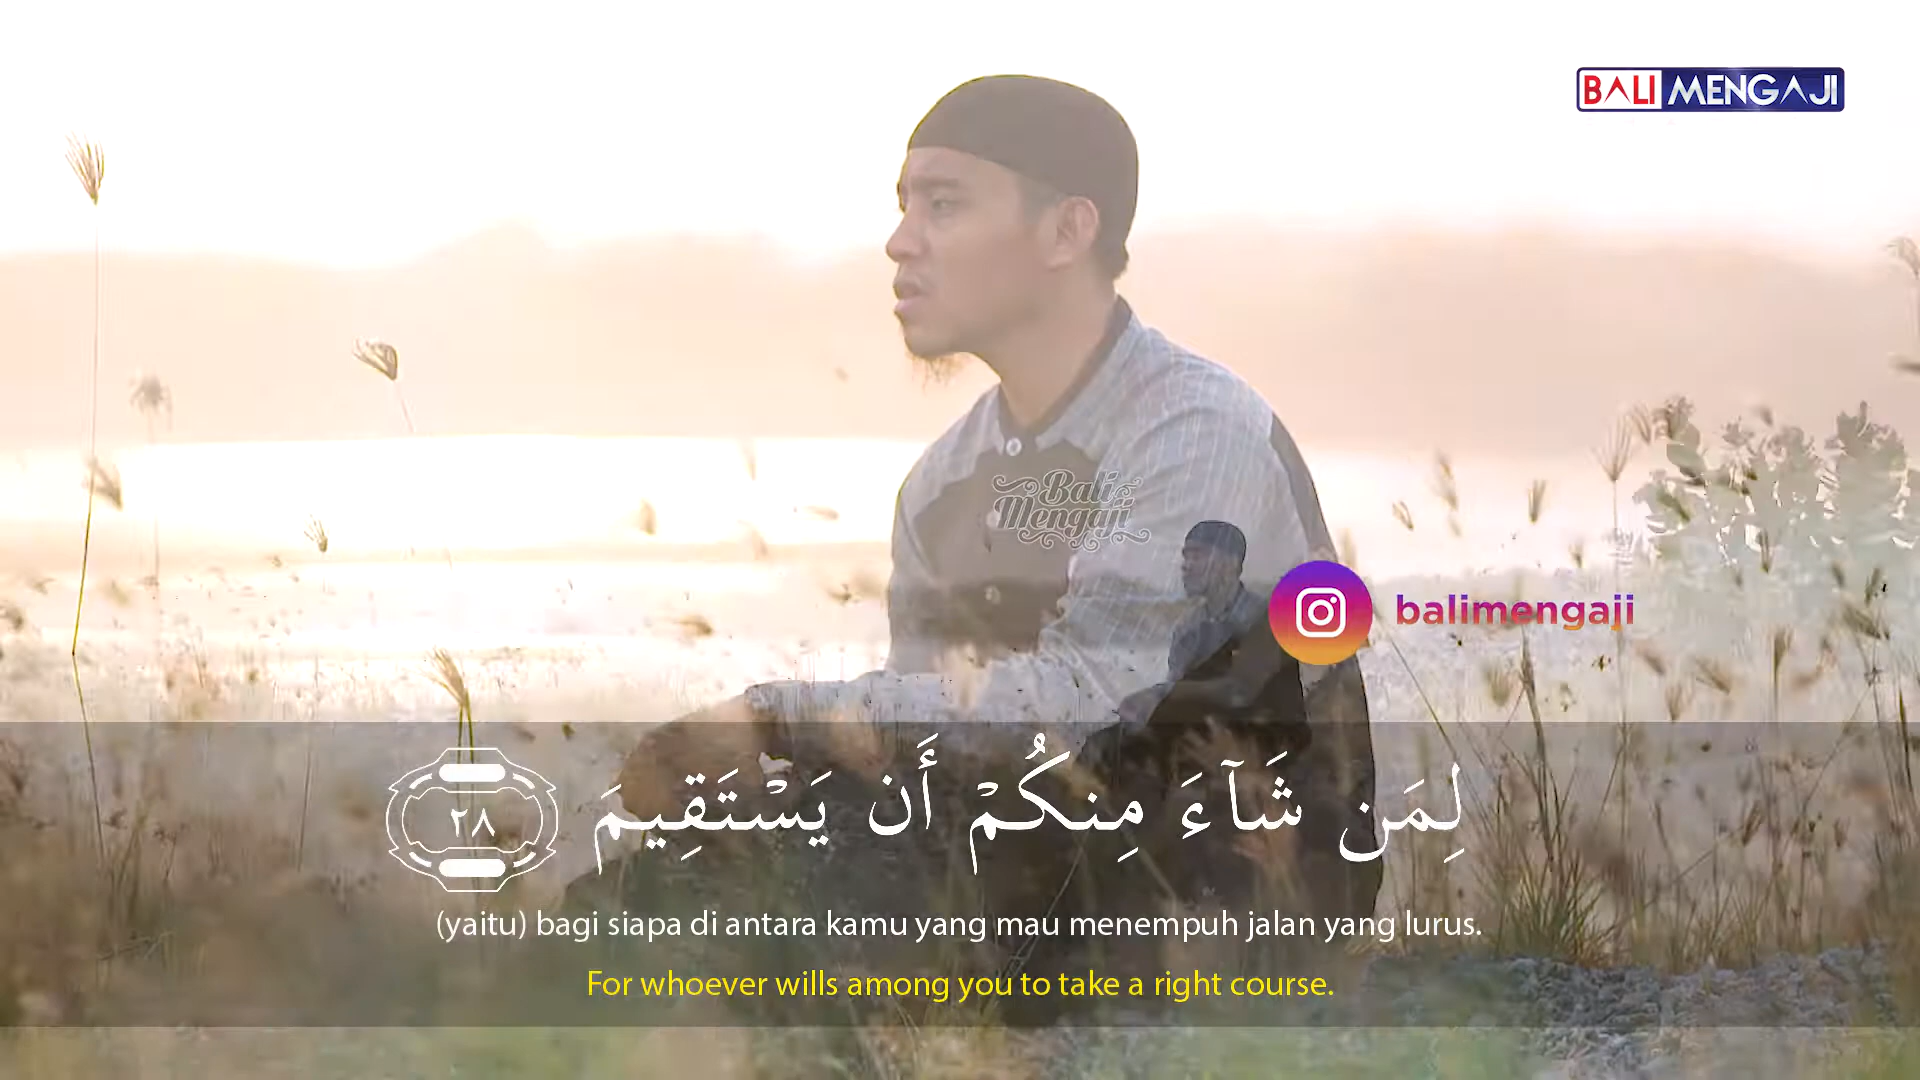 BALI MENGAJI
Bali
Mengaji
balimengaji
لِمَن شَآءَ مِنكُمْ أَن يَسْتَقِيمَ ٢٨
(yaitu) bagi siapa di antara kamu yang mau menempuh jalan yang lurus.
For whoever wills among you to take a right course.